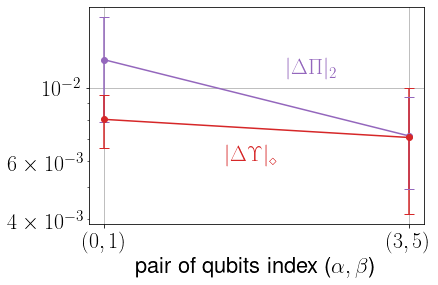 |ΔΠ|₂
10⁻²
6 × 10⁻³
|ΔΥ|⋄
4 × 10⁻³
(0, 1) (3, 5)
pair of qubits index (α, β)